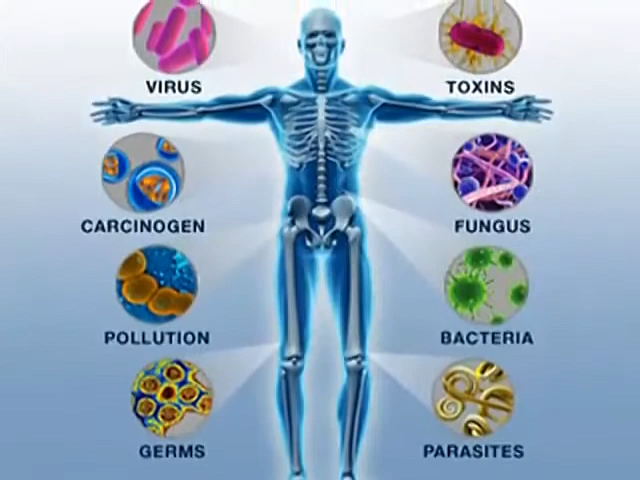 VIRUS
TOXINS
CARCINOGEN
FUNGUS
POLLUTION
BACTERIA
GERMS
PARASITES